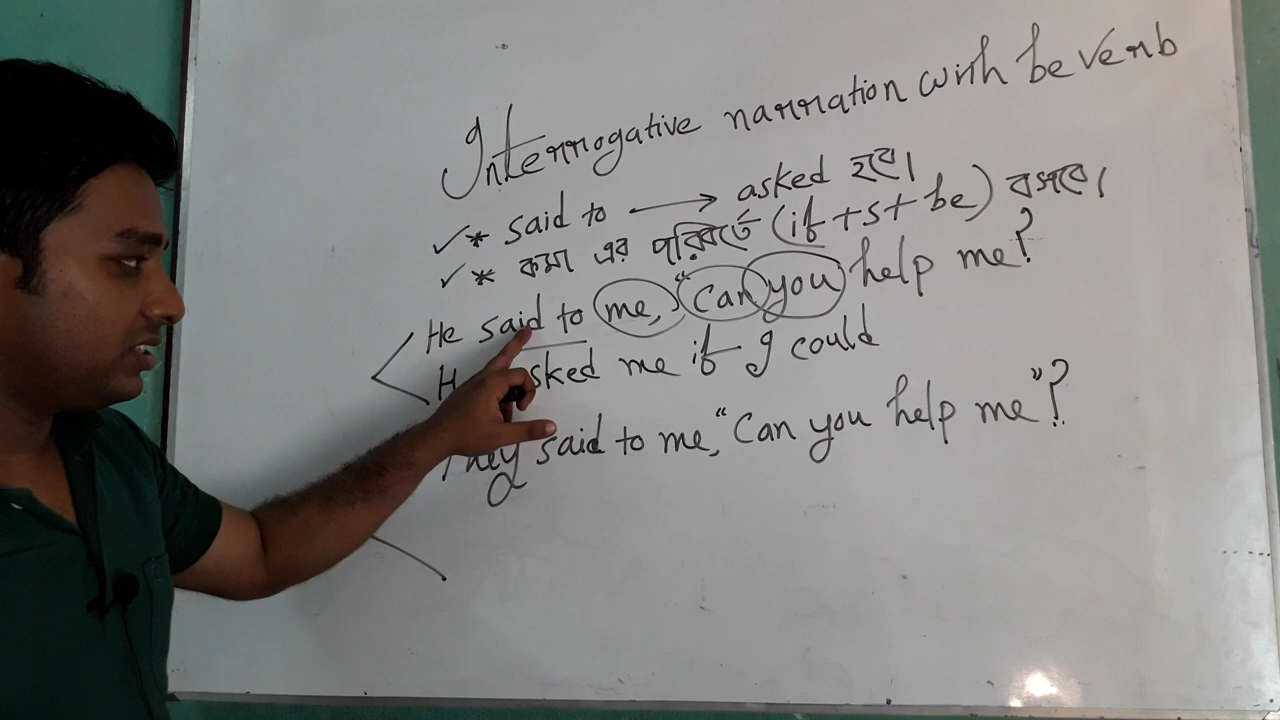 Interrogative narration with be verb
✓* said to → asked হবে।
✓* কমা এর পরিবর্তে (if + s + be) বসবে।
He said to me, "Can you help me?
H asked me if I could
They said to me, "Can you help me"?